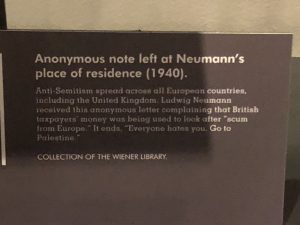 Anonymous note left at Neumann's
place of residence (1940).
Anti-Semitism spread across all European countries,
including the United Kingdom. Ludwig Neumann
received this anonymous letter complaining that British
taxpayers' money was being used to look after "scum
from Europe." It ends, "Everyone hates you. Go to
Palestine."
COLLECTION OF THE WIENER LIBRARY.